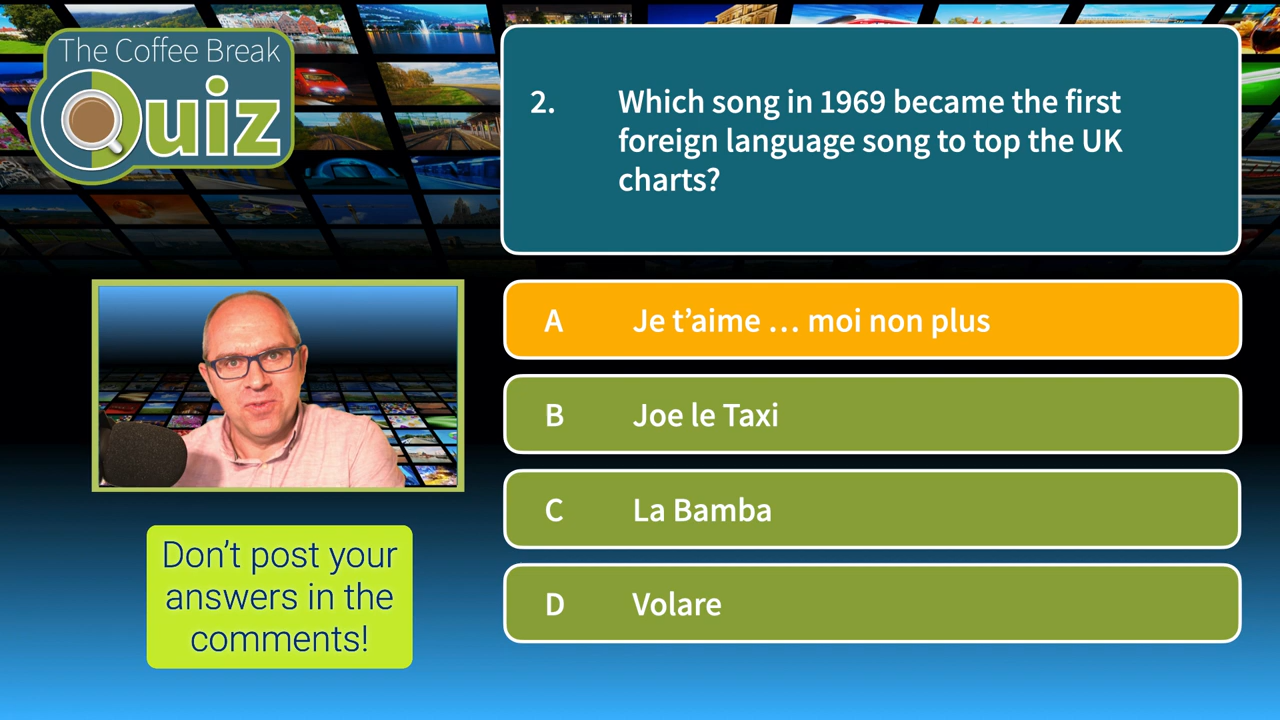 The Coffee Break
Quiz
2. Which song in 1969 became the first
foreign language song to top the UK
charts?
A Je t’aime … moi non plus
B Joe le Taxi
C La Bamba
D Volare
Don’t post your
answers in the
comments!